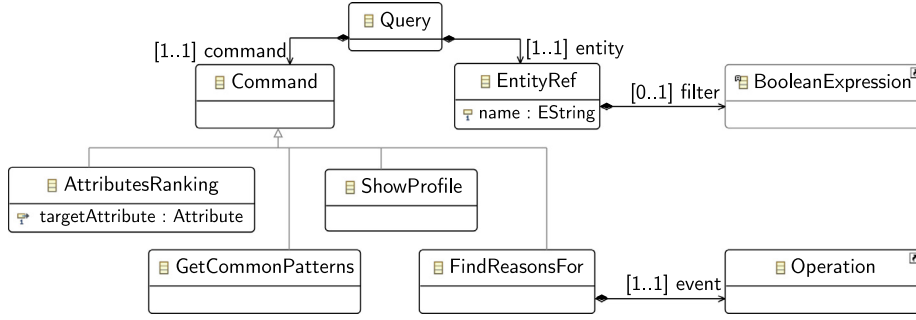 Query
[1..1] command
[1..1] entity
Command
EntityRef
name : EString
[0..1] filter
BooleanExpression
AttributesRanking
targetAttribute : Attribute
ShowProfile
GetCommonPatterns
FindReasonsFor
[1..1] event
Operation